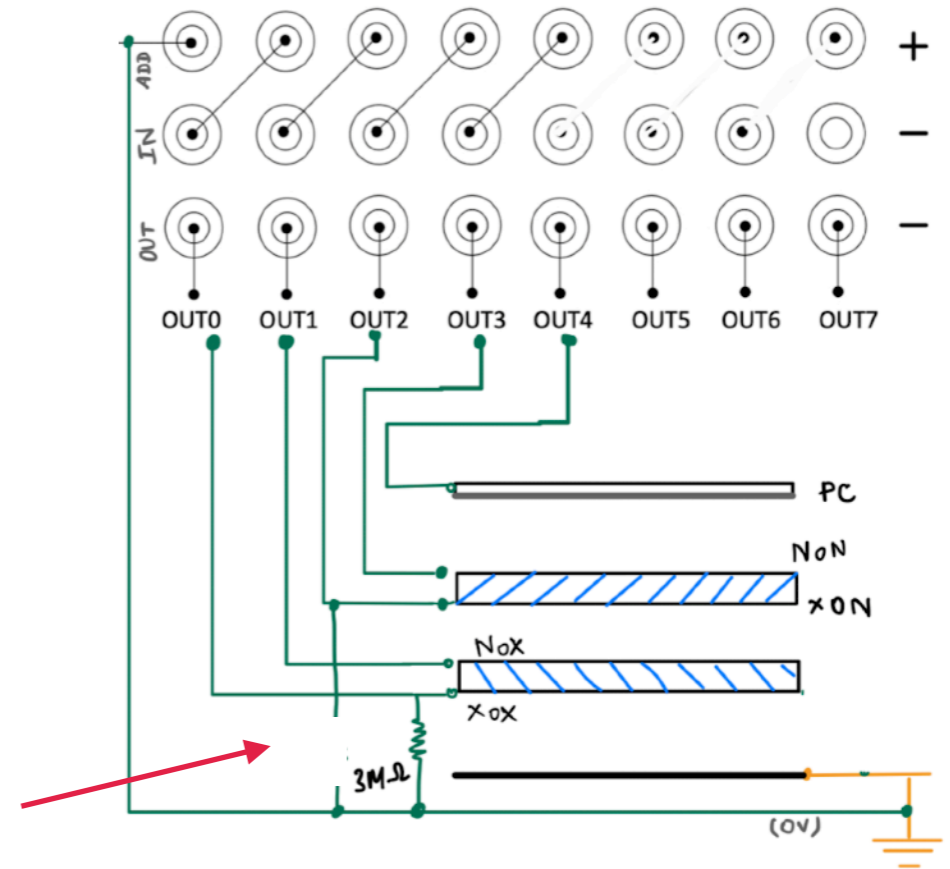 ADD
+
IN
−
OUT
−
OUT0 OUT1 OUT2 OUT3 OUT4 OUT5 OUT6 OUT7
PC
NON
XON
NOX
XOX
3MΩ
(0V)